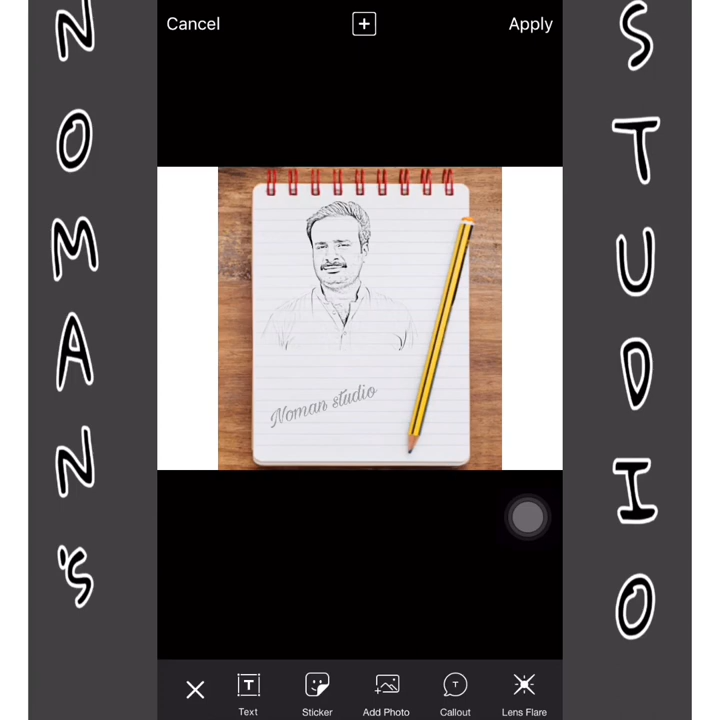 NOMAN'S
Cancel
Apply
Noman studio
Text
Sticker
Add Photo
Callout
Lens Flare
STUDIO